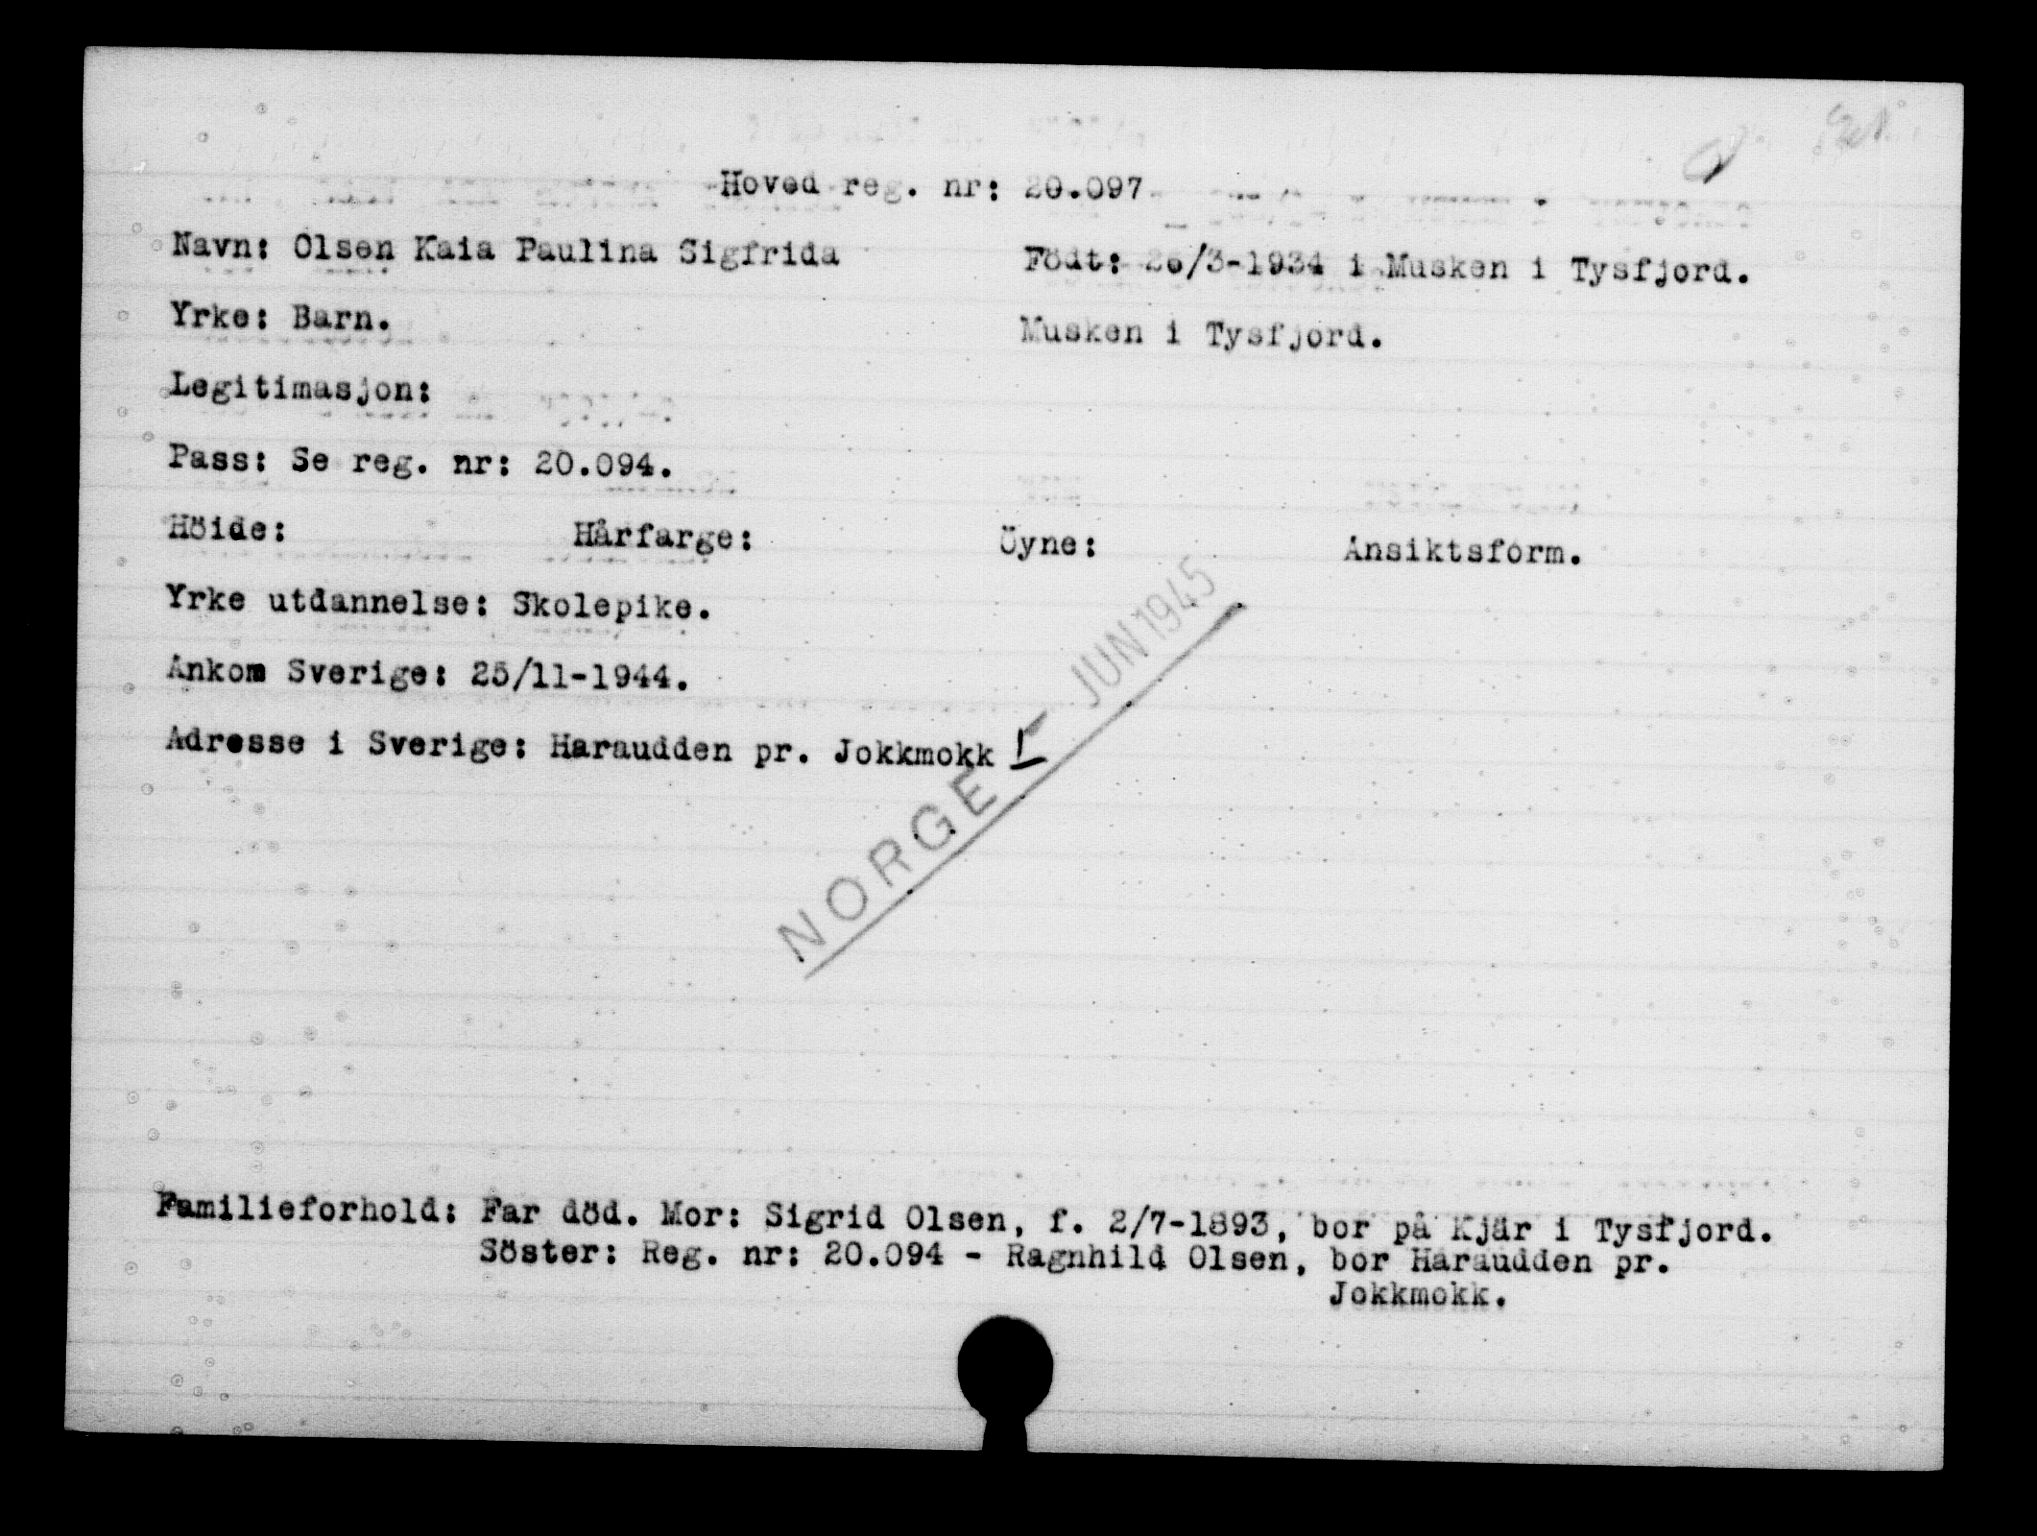 Hoved reg. nr: 20.097
Navn: Olsen Kaia Paulina Sigfrida Födt: 26/3-1934 i Musken i Tysfjord.
Yrke: Barn. Musken i Tysfjord.
Legitimasjon:
Pass: Se reg. nr: 20.094.
Höide: Hårfarge: Öyne: Ansiktsform.
Yrke utdannelse: Skolepike.
Ankom Sverige: 25/11-1944.
Adresse i Sverige: Haraudden pr. Jokkmokk
NORGE JUN 1945
Familieforhold: Far död. Mor: Sigrid Olsen, f. 2/7-1893, bor på Kjär i Tysfjord.
Söster: Reg. nr: 20.094 - Ragnhild Olsen, bor Haraudden pr.
Jokkmokk.